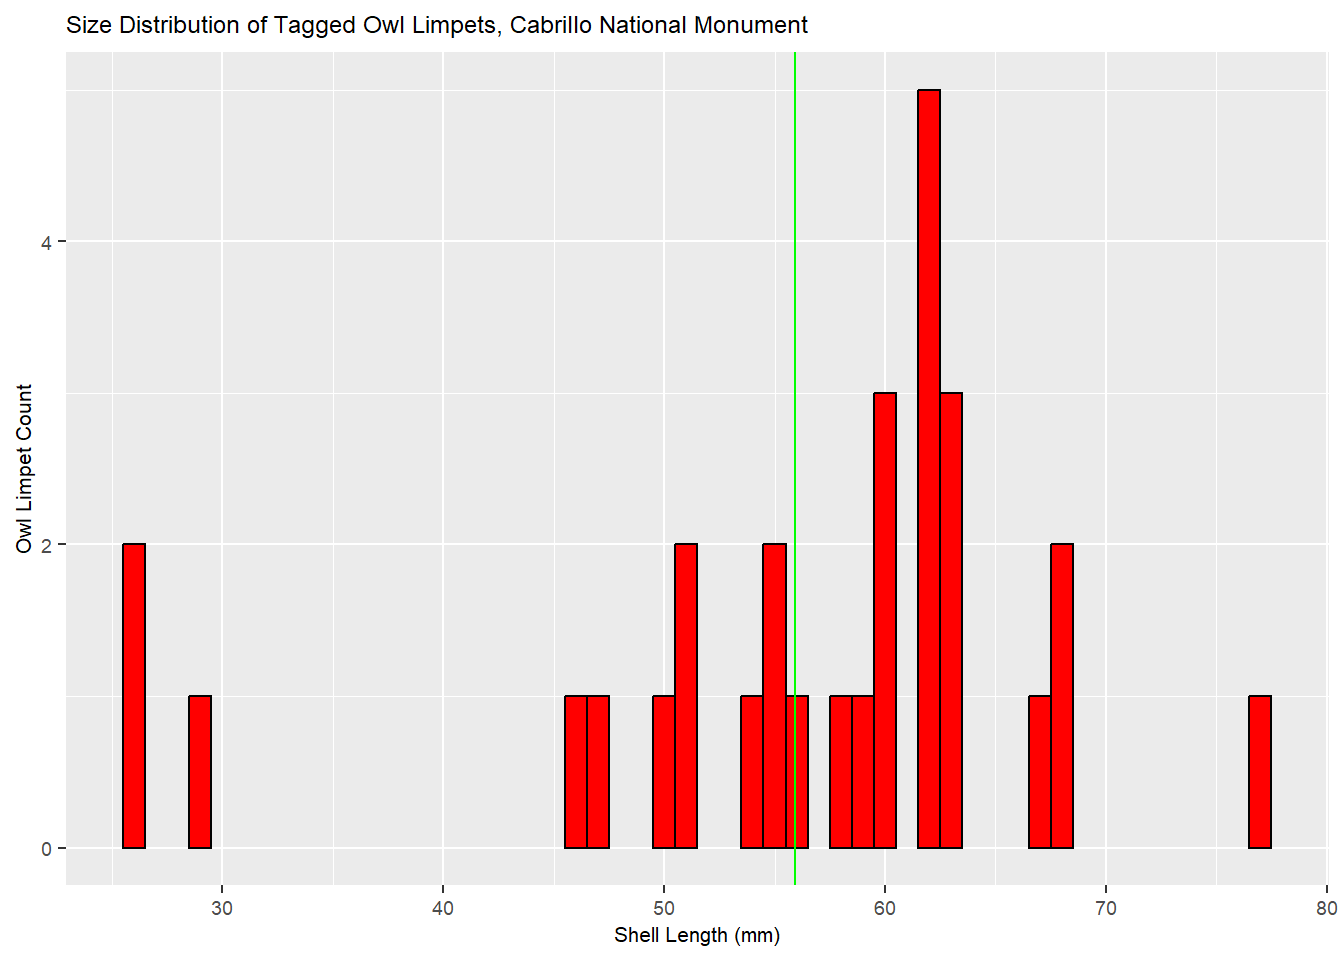 Size Distribution of Tagged Owl Limpets, Cabrillo National Monument
Owl Limpet Count
4
2
0
30 40 50 60 70 80
Shell Length (mm)